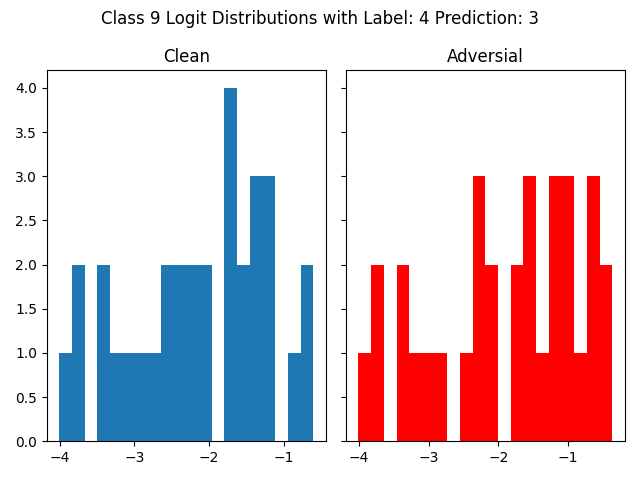 Class 9 Logit Distributions with Label: 4 Prediction: 3
Clean
Adversial
4.0
3.5
3.0
2.5
2.0
1.5
1.0
0.5
0.0
−4 −3 −2 −1
−4 −3 −2 −1